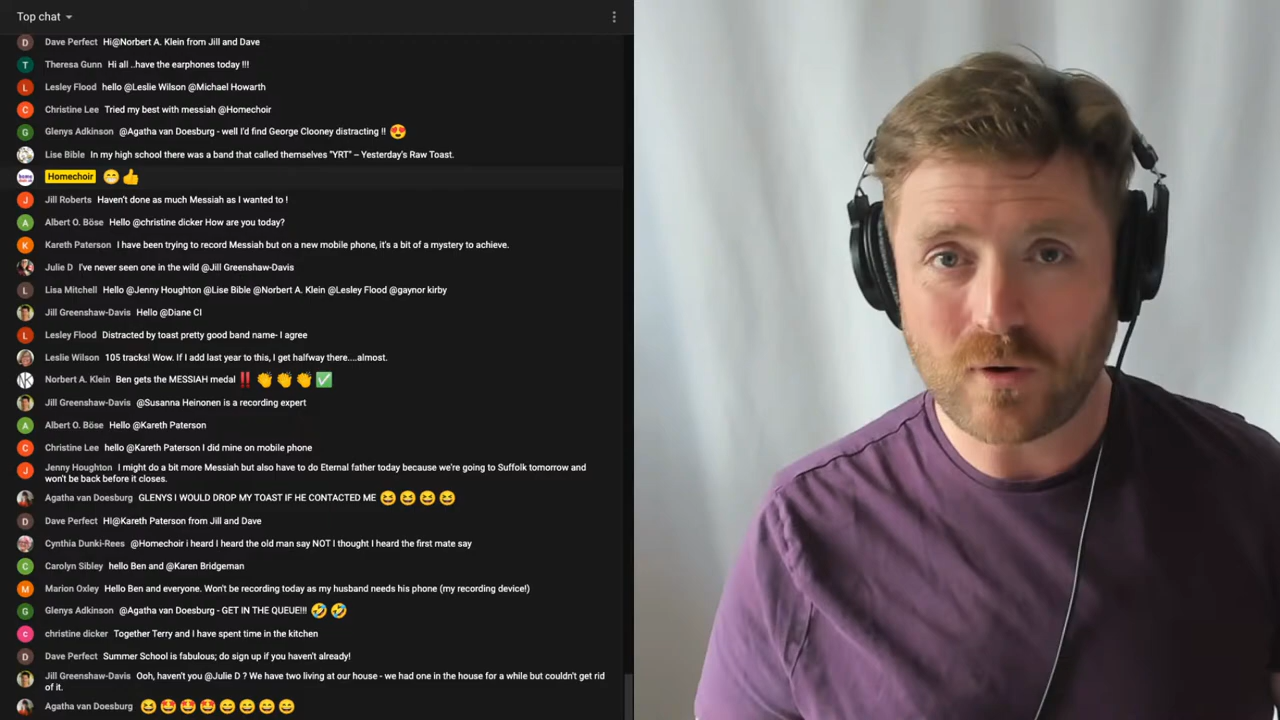 Top chat
Dave Perfect Hi@Norbert A. Klein from Jill and Dave
Theresa Gunn Hi all ..have the earphones today !!!
Lesley Flood hello @Leslie Wilson @Michael Howarth
Christine Lee Tried my best with messiah @Homechoir
Glenys Adkinson @Agatha van Doesburg - well I'd find George Clooney distracting !! 😍
Lise Bible In my high school there was a band that called themselves "YRT" – Yesterday's Raw Toast.
Homechoir 😁👍
Jill Roberts Haven't done as much Messiah as I wanted to !
Albert O. Böse Hello @christine dicker How are you today?
Kareth Paterson I have been trying to record Messiah but on a new mobile phone, it's a bit of a mystery to achieve.
Julie D I've never seen one in the wild @Jill Greenshaw-Davis
Lisa Mitchell Hello @Jenny Houghton @Lise Bible @Norbert A. Klein @Lesley Flood @gaynor kirby
Jill Greenshaw-Davis Hello @Diane CI
Lesley Flood Distracted by toast pretty good band name- I agree
Leslie Wilson 105 tracks! Wow. If I add last year to this, I get halfway there....almost.
Norbert A. Klein Ben gets the MESSIAH medal ‼️👏👏👏✅
Jill Greenshaw-Davis @Susanna Heinonen is a recording expert
Albert O. Böse Hello @Kareth Paterson
Christine Lee hello @Kareth Paterson I did mine on mobile phone
Jenny Houghton I might do a bit more Messiah but also have to do Eternal father today because we're going to Suffolk tomorrow and
won't be back before it closes.
Agatha van Doesburg GLENYS I WOULD DROP MY TOAST IF HE CONTACTED ME 😆😆😆😆
Dave Perfect HI@Kareth Paterson from Jill and Dave
Cynthia Dunki-Rees @Homechoir i heard I heard the old man say NOT I thought I heard the first mate say
Carolyn Sibley hello Ben and @Karen Bridgeman
Marion Oxley Hello Ben and everyone. Won't be recording today as my husband needs his phone (my recording device!)
Glenys Adkinson @Agatha van Doesburg - GET IN THE QUEUE!!! 🤣🤣
christine dicker Together Terry and I have spent time in the kitchen
Dave Perfect Summer School is fabulous; do sign up if you haven't already!
Jill Greenshaw-Davis Ooh, haven't you @Julie D ? We have two living at our house - we had one in the house for a while but couldn't get rid
of it.
Agatha van Doesburg 😆🤩🤩🤩😄😄😄😄